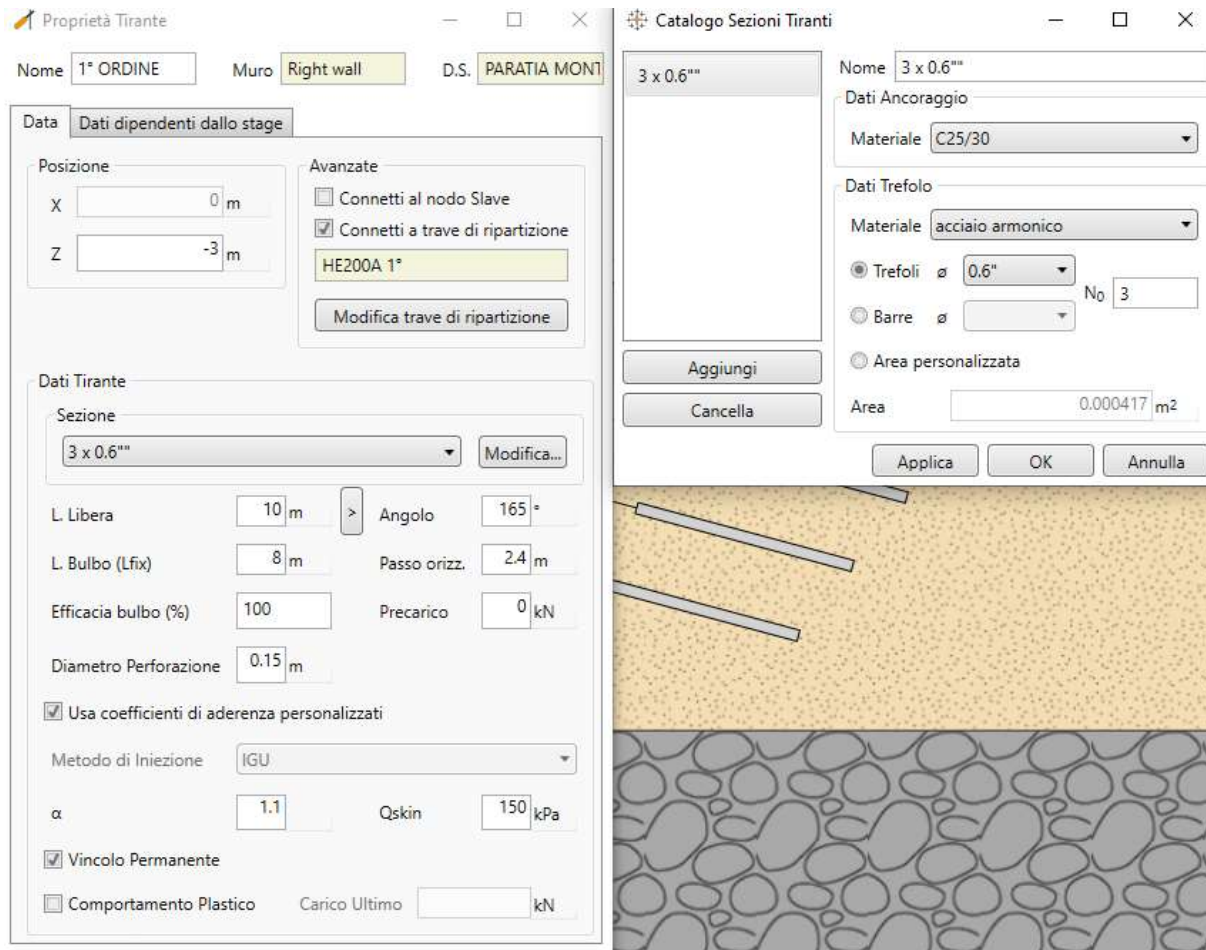 Proprietà Tirante
Nome 1° ORDINE Muro Right wall D.S. PARATIA MONT
Data Dati dipendenti dallo stage
Posizione
X 0 m
Z -3 m
Avanzate
Connetti al nodo Slave
Connetti a trave di ripartizione
HE200A 1°
Modifica trave di ripartizione
Dati Tirante
Sezione
3 x 0.6"" Modifica...
L. Libera 10 m > Angolo 165 °
L. Bulbo (Lfix) 8 m Passo orizz. 2.4 m
Efficacia bulbo (%) 100 Precarico 0 kN
Diametro Perforazione 0.15 m
Usa coefficienti di aderenza personalizzati
Metodo di Iniezione IGU
α 1.1 Qskin 150 kPa
Vincolo Permanente
Comportamento Plastico Carico Ultimo kN
Catalogo Sezioni Tiranti
3 x 0.6""
Aggiungi
Cancella
Nome 3 x 0.6""
Dati Ancoraggio
Materiale C25/30
Dati Trefolo
Materiale acciaio armonico
Trefoli ø 0.6" N0 3
Barre ø
Area personalizzata
Area 0.000417 m2
Applica OK Annulla